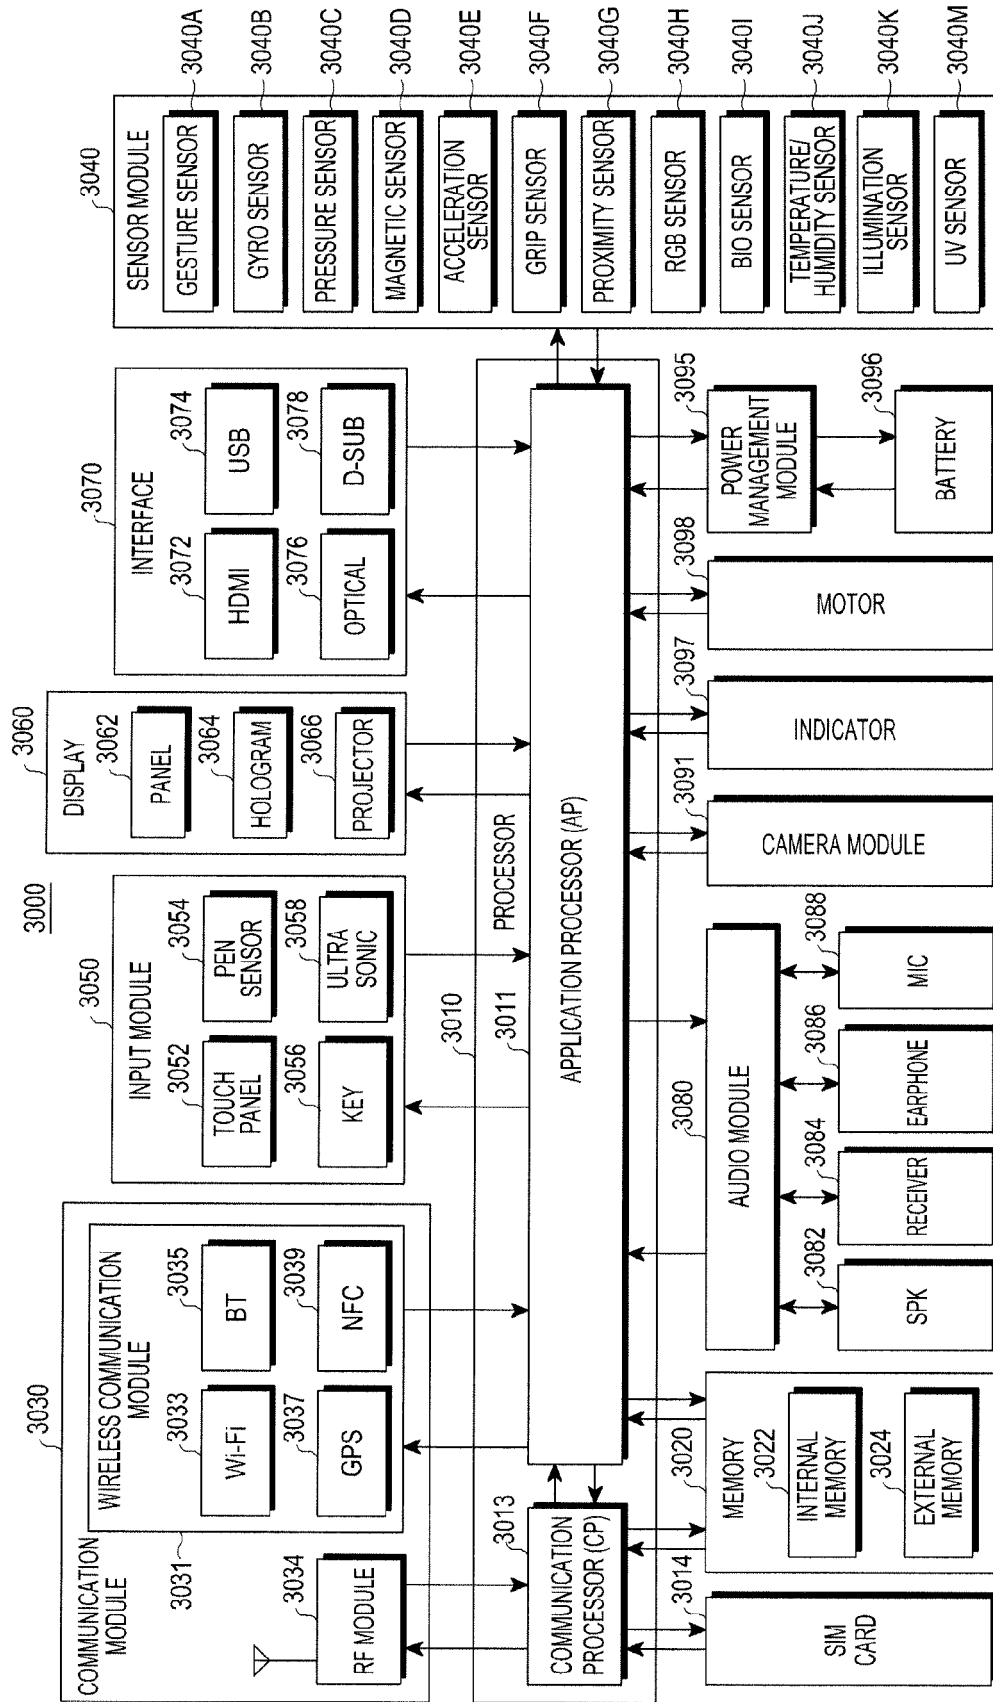 3000
3030
COMMUNICATION
MODULE
WIRELESS COMMUNICATION
MODULE
3031
3033
Wi-Fi
3035
BT
3037
GPS
3039
NFC
3034
RF MODULE
3050
INPUT MODULE
3052
TOUCH
PANEL
3054
PEN
SENSOR
3056
KEY
3058
ULTRA
SONIC
3060
DISPLAY
3062
PANEL
3064
HOLOGRAM
3066
PROJECTOR
3070
INTERFACE
3072
HDMI
3074
USB
3076
OPTICAL
3078
D-SUB
3040
SENSOR MODULE
GESTURE SENSOR
3040A
GYRO SENSOR
3040B
PRESSURE SENSOR
3040C
MAGNETIC SENSOR
3040D
ACCELERATION
SENSOR
3040E
GRIP SENSOR
3040F
PROXIMITY SENSOR
3040G
RGB SENSOR
3040H
BIO SENSOR
3040I
TEMPERATURE/
HUMIDITY SENSOR
3040J
ILLUMINATION
SENSOR
3040K
UV SENSOR
3040M
3010
PROCESSOR
3011
APPLICATION PROCESSOR (AP)
3013
COMMUNICATION
PROCESSOR (CP)
3014
SIM
CARD
3020
MEMORY
3022
INTERNAL
MEMORY
3024
EXTERNAL
MEMORY
3080
AUDIO MODULE
3082
SPK
3084
RECEIVER
3086
EARPHONE
3088
MIC
3091
CAMERA MODULE
3097
INDICATOR
3098
MOTOR
3095
POWER
MANAGEMENT
MODULE
3096
BATTERY